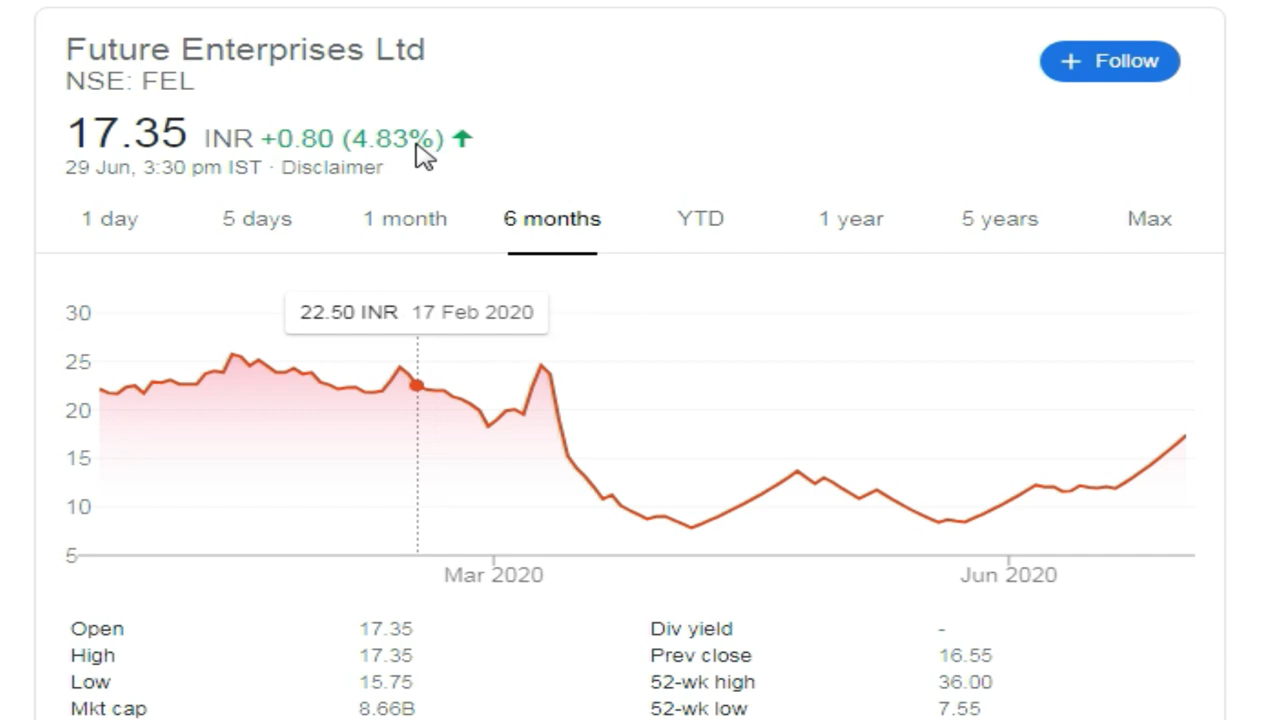 Future Enterprises Ltd
+ Follow
NSE: FEL
17.35 INR +0.80 (4.83%)
29 Jun, 3:30 pm IST · Disclaimer
1 day 5 days 1 month 6 months YTD 1 year 5 years Max
22.50 INR 17 Feb 2020
30
25
20
15
10
5
Mar 2020 Jun 2020
Open 17.35 Div yield -
High 17.35 Prev close 16.55
Low 15.75 52-wk high 36.00
Mkt cap 8.66B 52-wk low 7.55